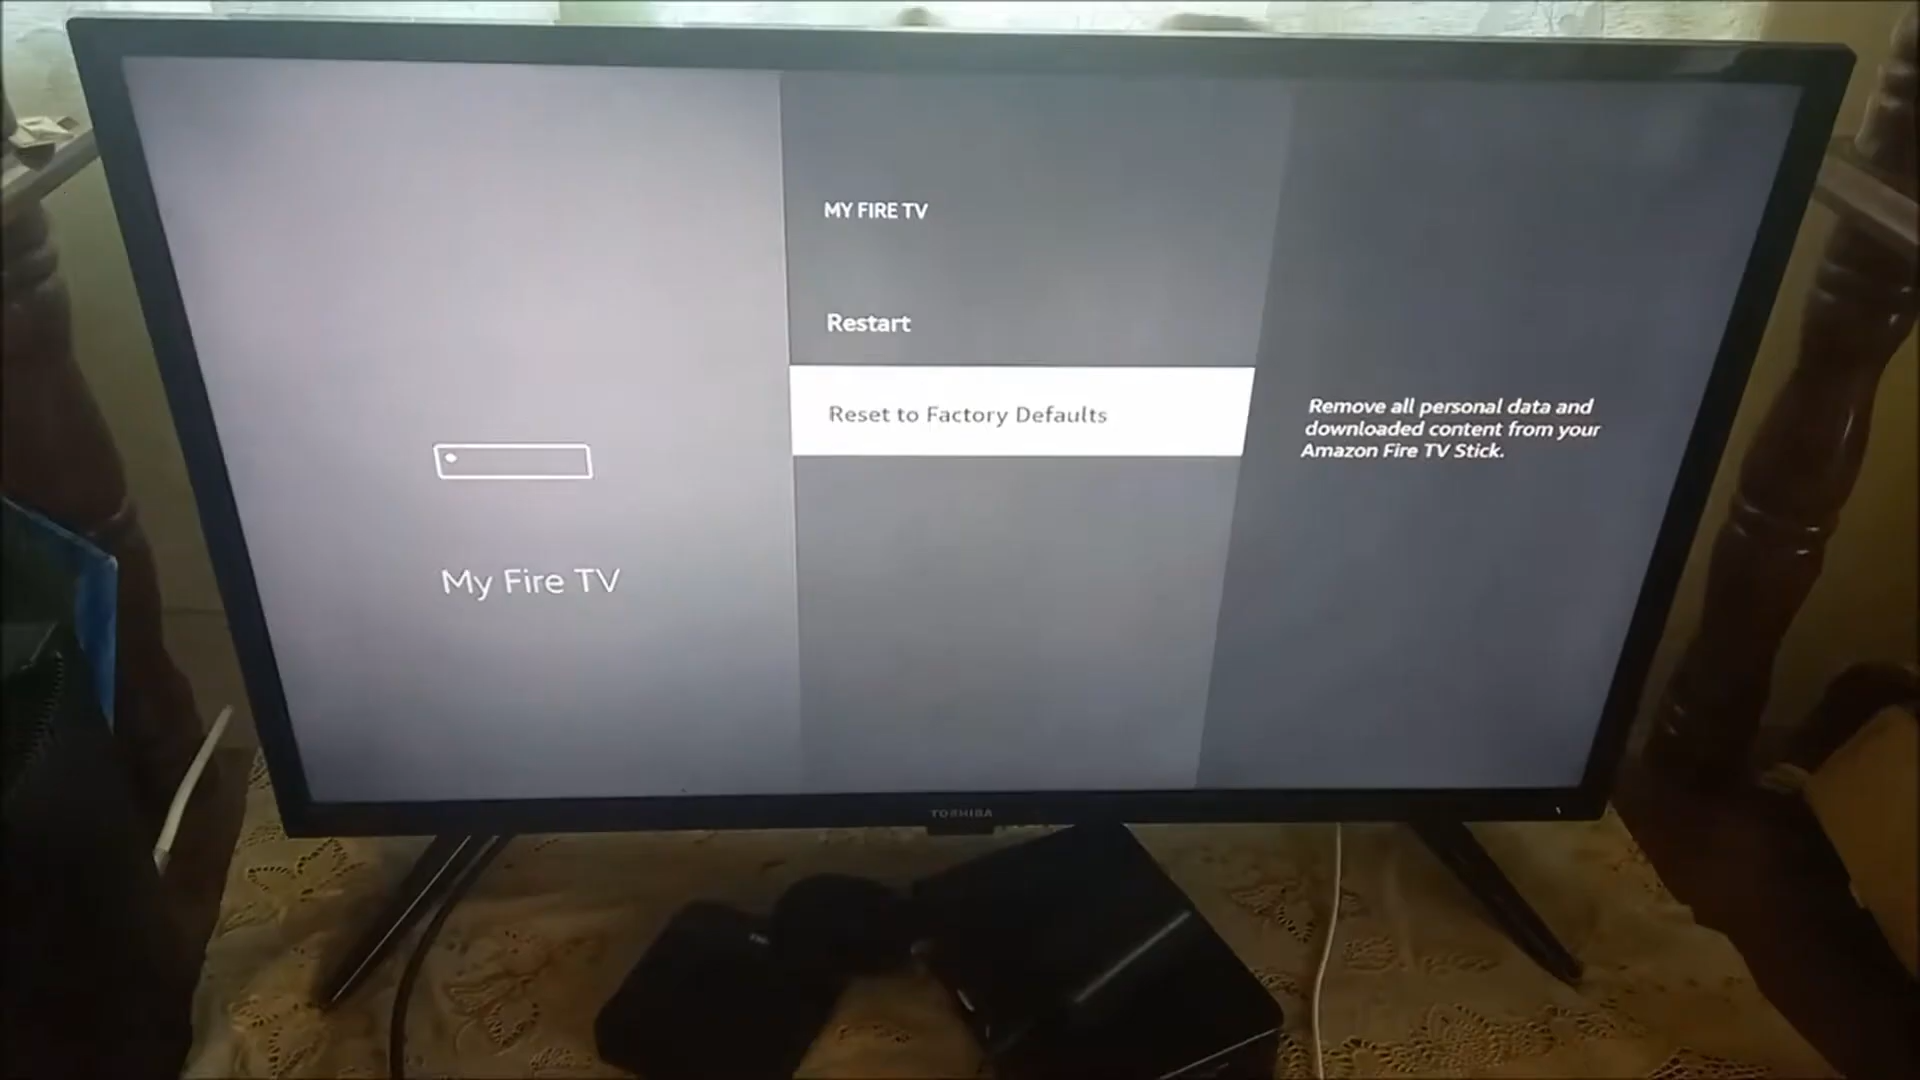 MY FIRE TV
Restart
Reset to Factory Defaults
Remove all personal data and
downloaded content from your
Amazon Fire TV Stick.
My Fire TV
TOSHIBA